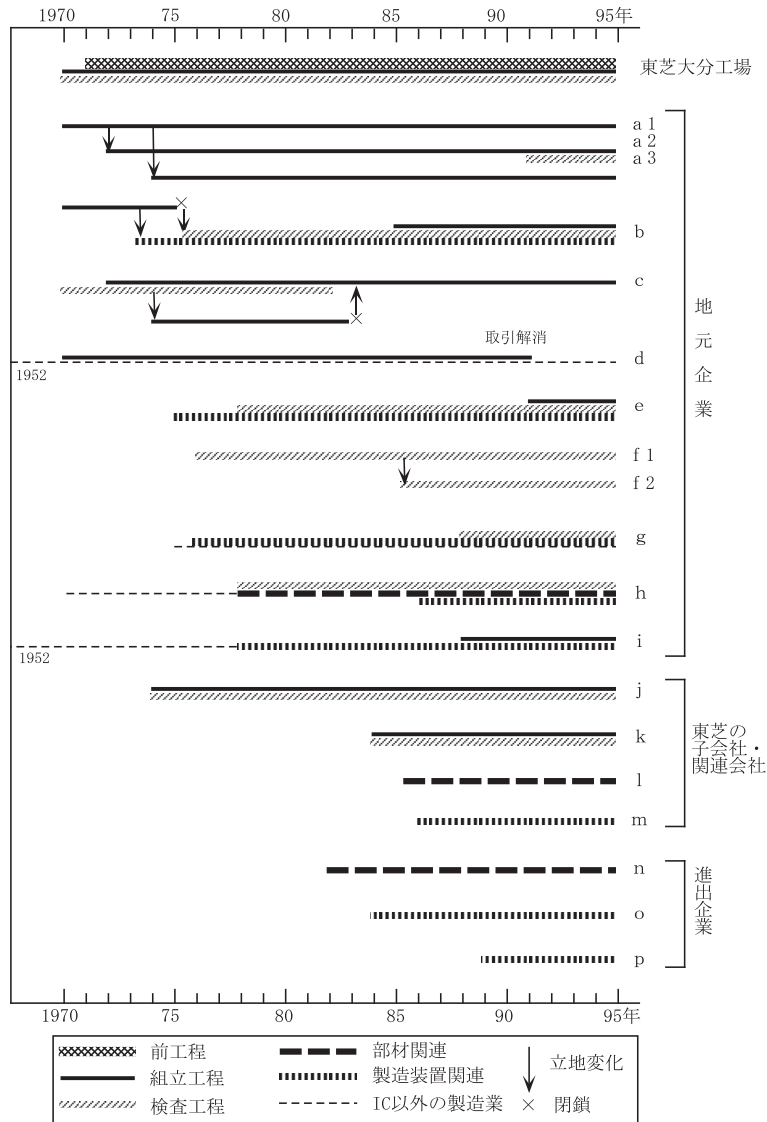 1970 75 80 85 90 95年
東芝大分工場
a 1
a 2
a 3
b
c
取引解消
d
1952
e
f 1
f 2
g
h
i
1952
地元企業
j
k
l
m
東芝の
子会社・
関連会社
n
o
p
進出企業
1970 75 80 85 90 95年
前工程 部材関連
組立工程 製造装置関連 立地変化
検査工程 IC以外の製造業 × 閉鎖